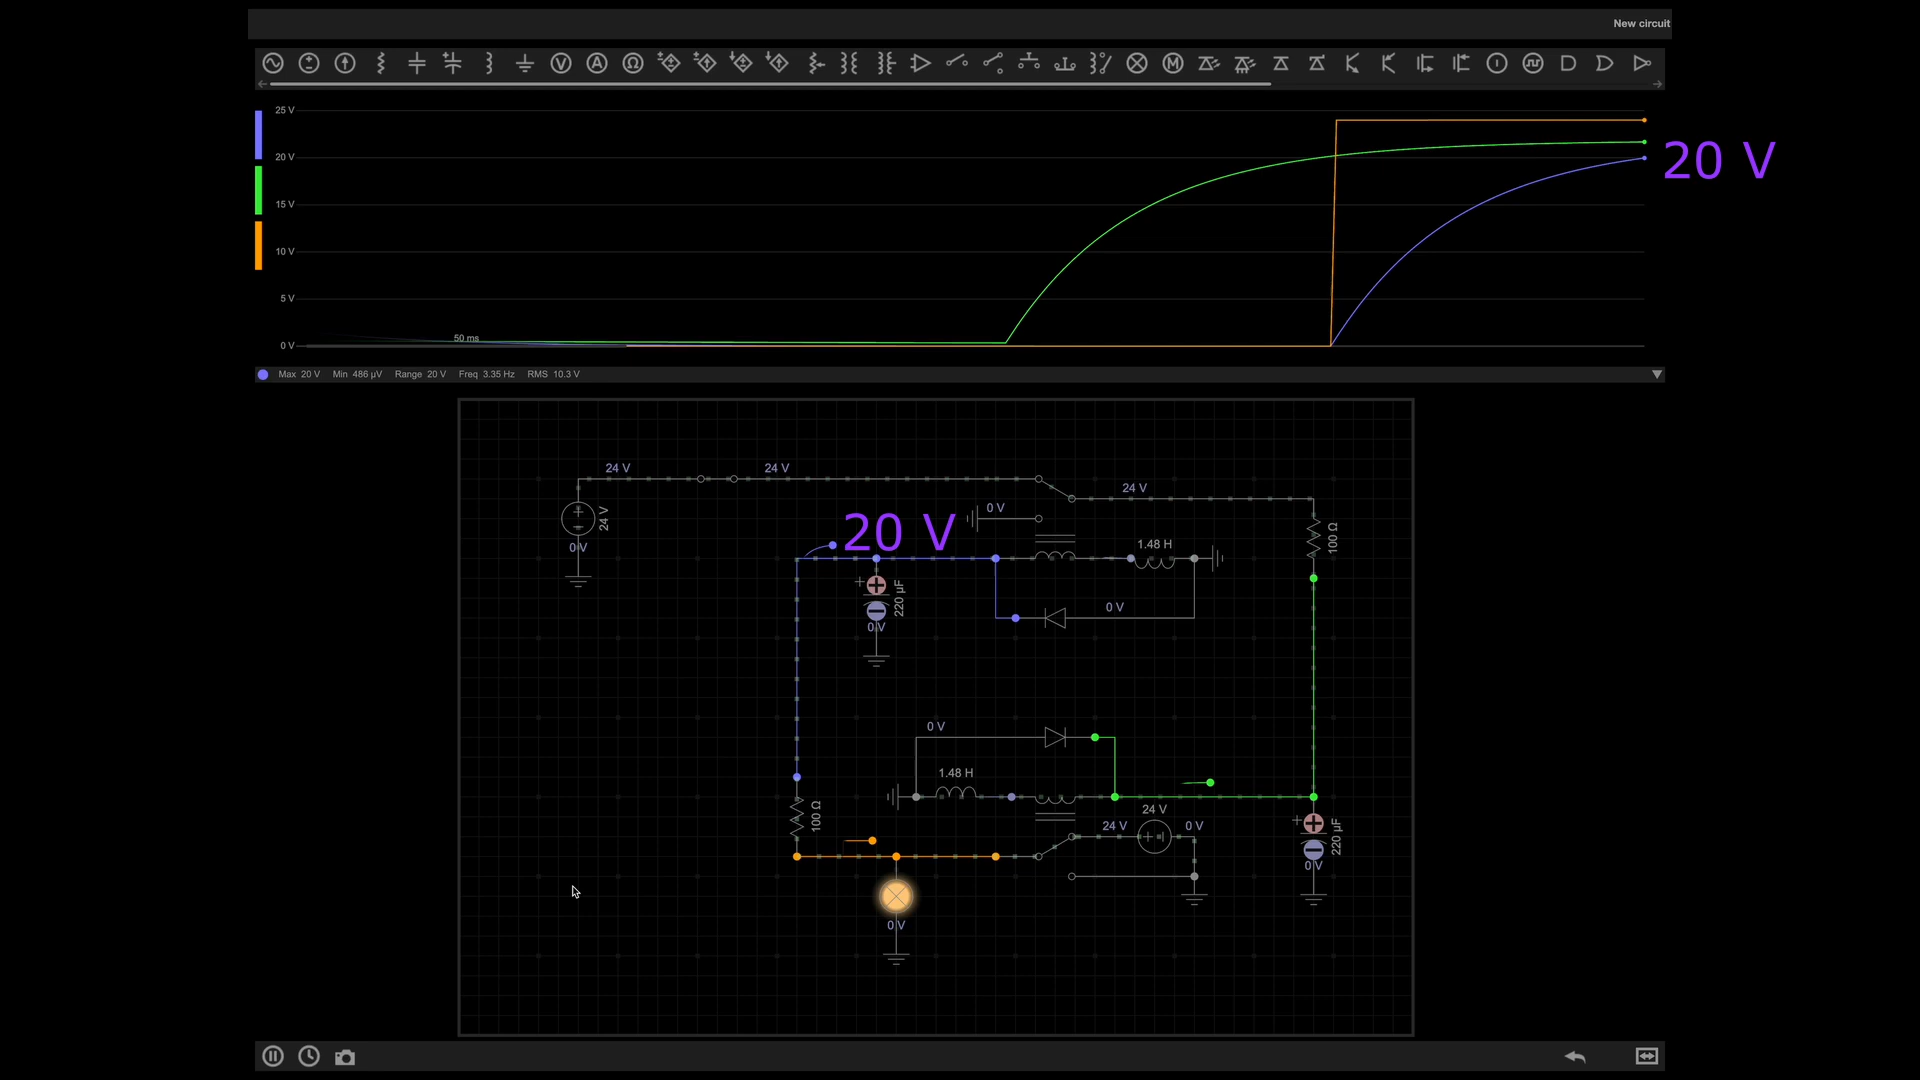 New circuit
25 V
20 V
20 V
15 V
10 V
5 V
50 ms
0 V
Max 20 V Min 486 µV Range 20 V Freq 3.35 Hz RMS 10.3 V
24 V 24 V
24 V
0 V
24 V
20 V
100 Ω
0 V
1.48 H
220 µF
0 V
0 V
0 V
1.48 H
24 V
100 Ω
24 V
0 V
220 µF
0 V
0 V